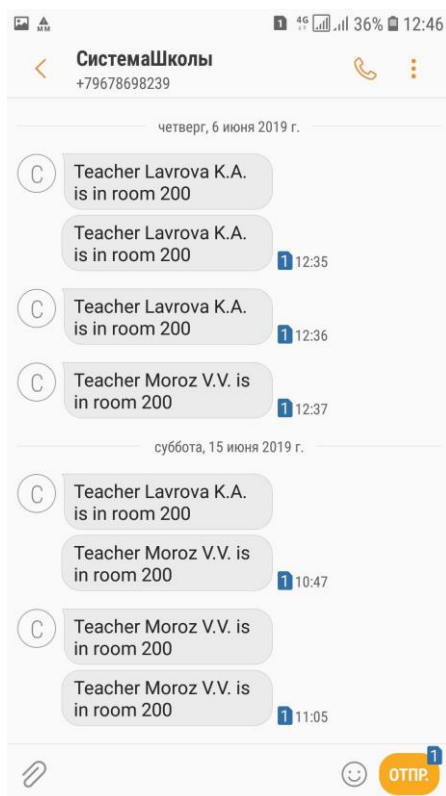 ММ
1 4G 36% 12:46
СистемаШколы
+79678698239
четверг, 6 июня 2019 г.
С
Teacher Lavrova K.A.
is in room 200
Teacher Lavrova K.A.
is in room 200
1 12:35
С
Teacher Lavrova K.A.
is in room 200
1 12:36
С
Teacher Moroz V.V. is
in room 200
1 12:37
суббота, 15 июня 2019 г.
С
Teacher Lavrova K.A.
is in room 200
Teacher Moroz V.V. is
in room 200
1 10:47
С
Teacher Moroz V.V. is
in room 200
Teacher Moroz V.V. is
in room 200
1 11:05
1
ОТПР.